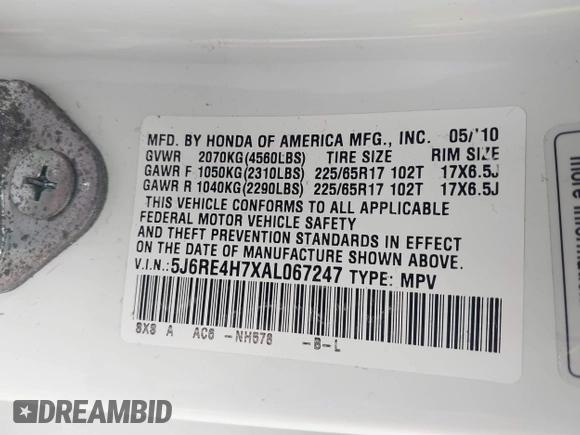 MFD. BY HONDA OF AMERICA MFG., INC. 05/'10
GVWR 2070KG(4560LBS) TIRE SIZE RIM SIZE
GAWR F 1050KG(2310LBS) 225/65R17 102T 17X6.5J
GAWR R 1040KG(2290LBS) 225/65R17 102T 17X6.5J
THIS VEHICLE CONFORMS TO ALL APPLICABLE
FEDERAL MOTOR VEHICLE SAFETY
AND THEFT PREVENTION STANDARDS IN EFFECT
ON THE DATE OF MANUFACTURE SHOWN ABOVE.
V.I.N.: 5J6RE4H7XAL067247 TYPE: MPV
A AC6 -NH578 -B-L
more than
DREAMBID